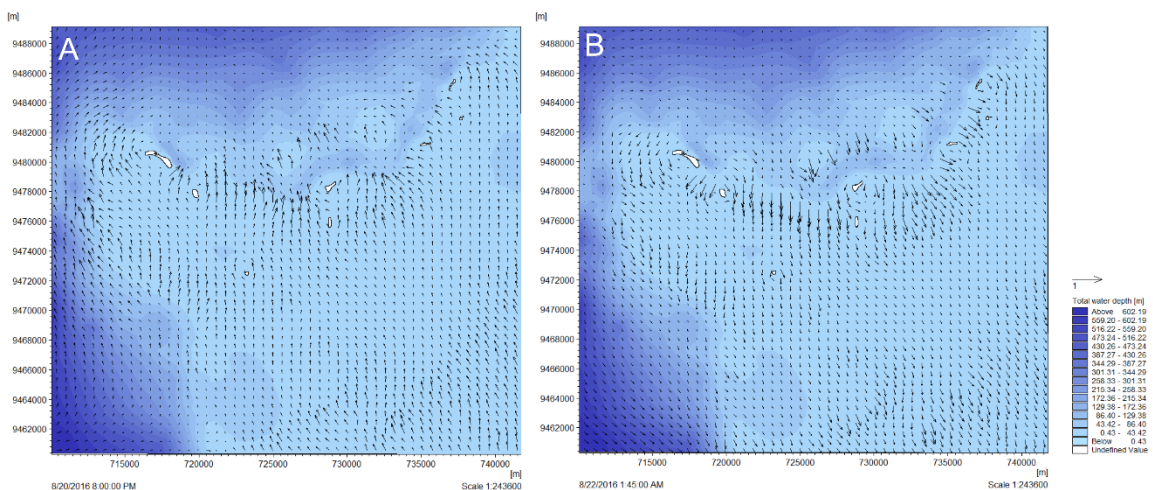 [m]
A
9488000
9486000
9484000
9482000
9480000
9478000
9476000
9474000
9472000
9470000
9468000
9466000
9464000
9462000
715000 720000 725000 730000 735000 740000
[m]
8/20/2016 8:00:00 PM Scale 1:243600
[m]
B
9488000
9486000
9484000
9482000
9480000
9478000
9476000
9474000
9472000
9470000
9468000
9466000
9464000
9462000
715000 720000 725000 730000 735000 740000
[m]
8/22/2016 1:45:00 AM Scale 1:243600
1
Total water depth [m]
Above 602.19
559.20 - 602.19
516.22 - 559.20
473.24 - 516.22
430.26 - 473.24
387.27 - 430.26
344.29 - 387.27
301.31 - 344.29
258.33 - 301.31
215.34 - 258.33
172.36 - 215.34
129.38 - 172.36
86.40 - 129.38
43.42 - 86.40
0.43 - 43.42
Below 0.43
Undefined Value